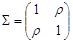 Σ = ( 1 ρ
ρ 1 )